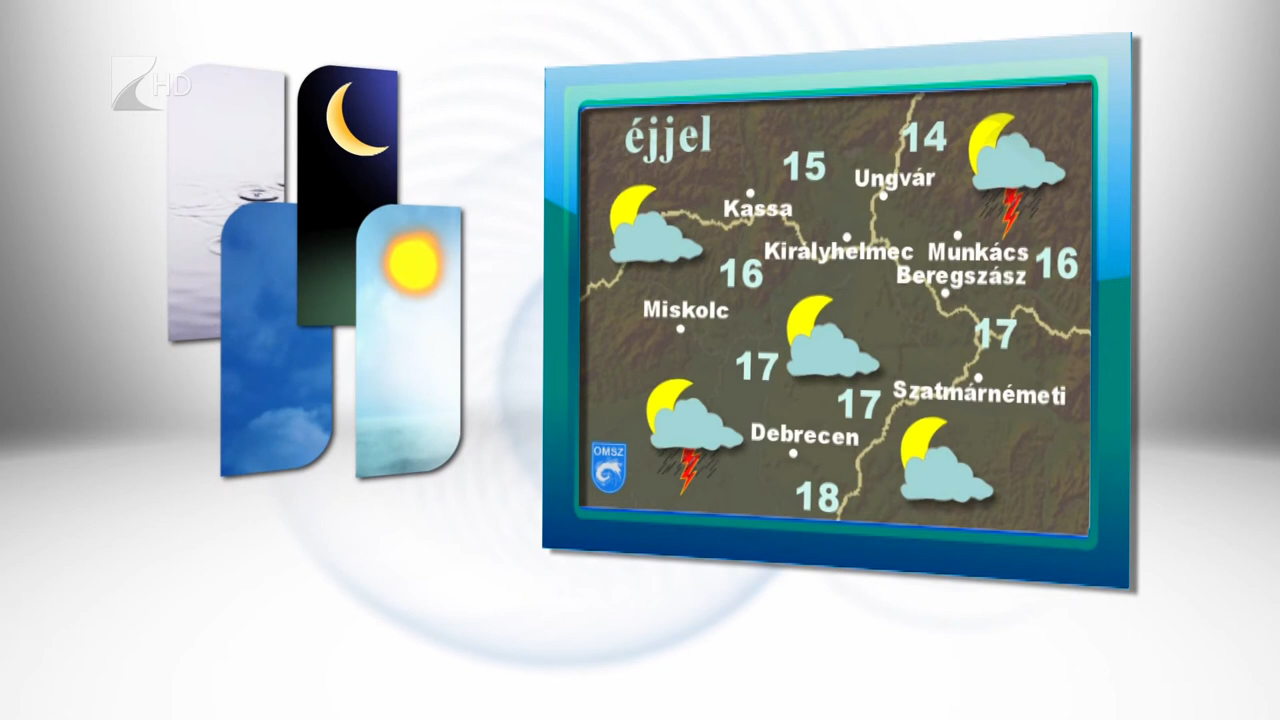 HD
éjjel
14
15
Ungvár
Kassa
Királyhelmec
Munkács
16
16
Beregszász
Miskolc
17
17
17
Szatmárnémeti
Debrecen
OMSZ
18